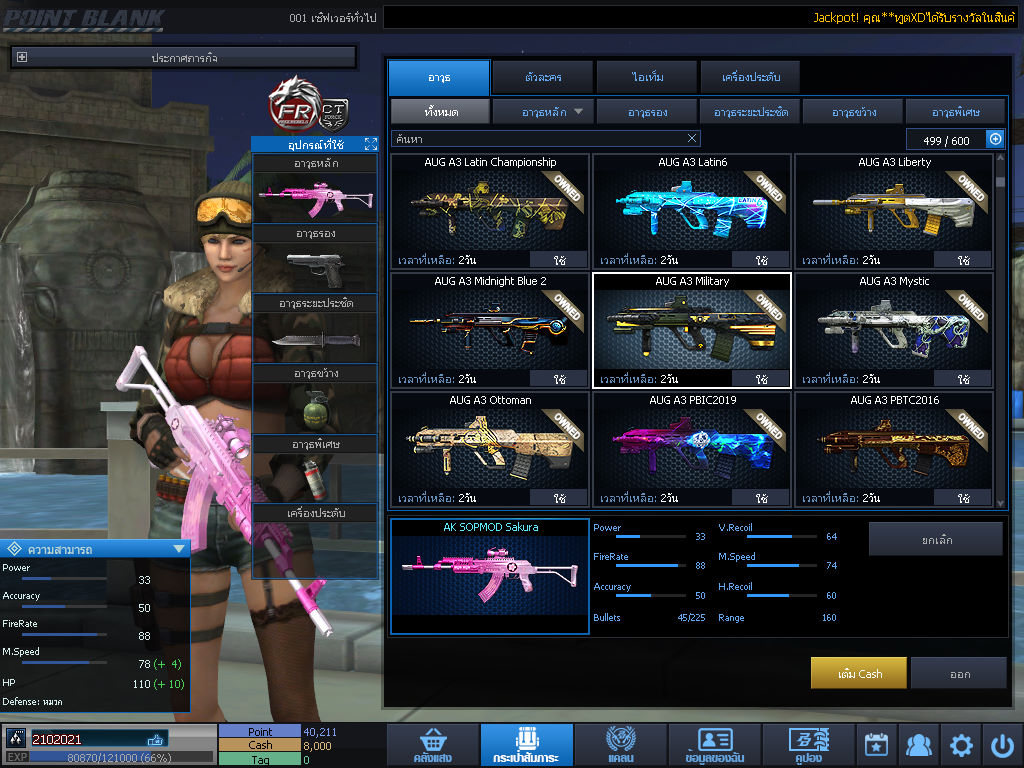 POINT BLANK
001 เซิฟเวอร์ทั่วไป
Jackpot! คุณ**ทูตXDได้รับรางวัลในสินค้
ประกาศภารกิจ
FR
CT
FORCE
อาวุธ
ตัวละคร
ไอเท็ม
เครื่องประดับ
ทั้งหมด
อาวุธหลัก
อาวุธรอง
อาวุธระยะประชิด
อาวุธขว้าง
อาวุธพิเศษ
ค้นหา
499 / 600
อุปกรณ์ที่ใช้
อาวุธหลัก
อาวุธรอง
อาวุธระยะประชิด
อาวุธขว้าง
อาวุธพิเศษ
เครื่องประดับ
AUG A3 Latin Championship
OWNED
เวลาที่เหลือ: 2วัน
ใช้
AUG A3 Latin6
OWNED
เวลาที่เหลือ: 2วัน
ใช้
AUG A3 Liberty
OWNED
เวลาที่เหลือ: 2วัน
ใช้
AUG A3 Midnight Blue 2
OWNED
เวลาที่เหลือ: 2วัน
ใช้
AUG A3 Military
OWNED
เวลาที่เหลือ: 2วัน
ใช้
AUG A3 Mystic
OWNED
เวลาที่เหลือ: 2วัน
ใช้
AUG A3 Ottoman
OWNED
เวลาที่เหลือ: 2วัน
ใช้
AUG A3 PBIC2019
OWNED
เวลาที่เหลือ: 2วัน
ใช้
AUG A3 PBTC2016
OWNED
เวลาที่เหลือ: 2วัน
ใช้
AK SOPMOD Sakura
Power 33
V.Recoil 64
FireRate 88
M.Speed 74
Accuracy 50
H.Recoil 60
Bullets 45/225
Range 160
ยกเลิก
เติม Cash
ออก
ความสามารถ
Power
33
Accuracy
50
FireRate
88
M.Speed
78 (+ 4)
HP
110 (+ 10)
Defense: หมวก
2102021
EXP 80870/121000 (66%)
Point 40,211
Cash 8,000
Tag 0
คลังแสง
กระเป๋าสัมภาระ
แคลน
ข้อมูลของฉัน
คูปอง